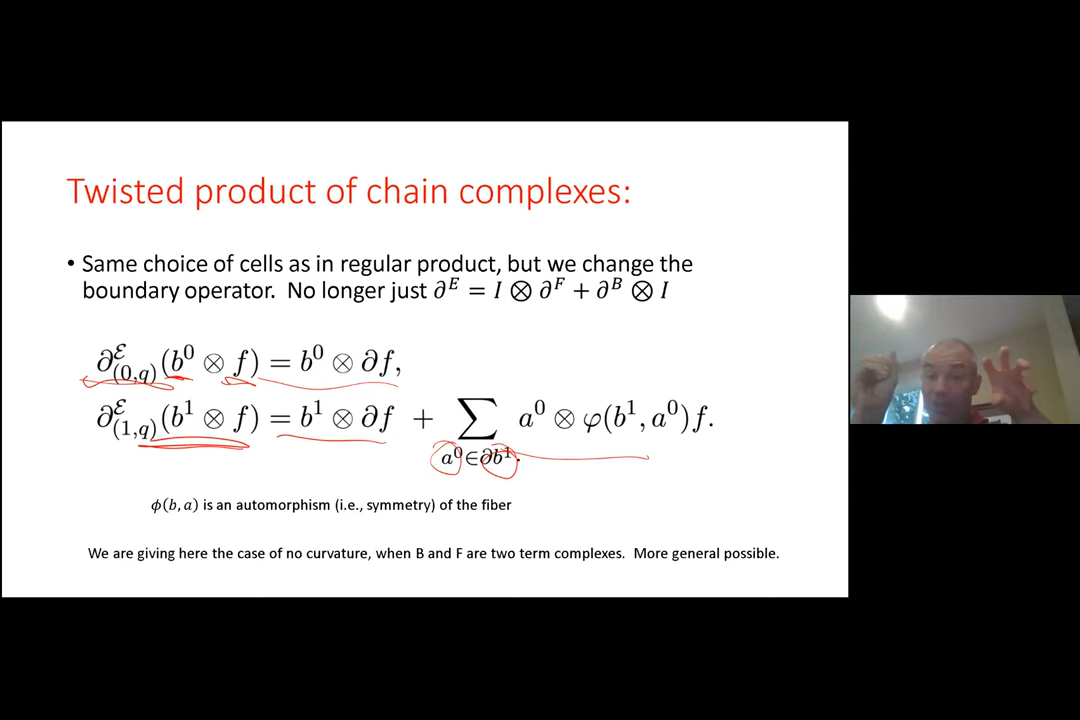 Twisted product of chain complexes:
• Same choice of cells as in regular product, but we change the
boundary operator. No longer just ∂^E = I ⊗ ∂^F + ∂^B ⊗ I
∂^ℰ_(0,q)(b^0 ⊗ f) = b^0 ⊗ ∂f,
∂^ℰ_(1,q)(b^1 ⊗ f) = b^1 ⊗ ∂f + ∑_{a^0∈∂b^1} a^0 ⊗ φ(b^1, a^0)f.
ϕ(b, a) is an automorphism (i.e., symmetry) of the fiber
We are giving here the case of no curvature, when B and F are two term complexes. More general possible.